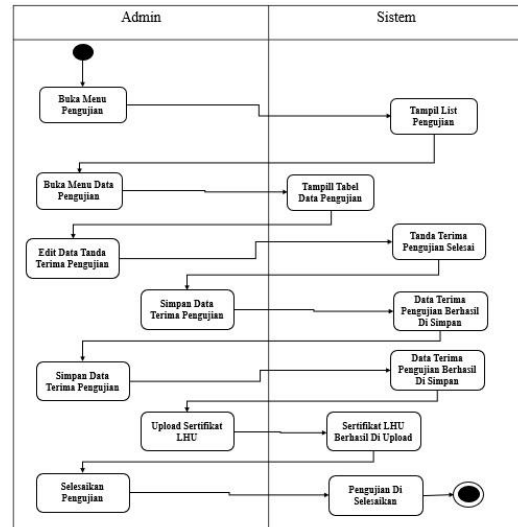 Admin
Sistem
Buka Menu
Pengujian
Tampil List
Pengujian
Buka Menu Data
Pengujian
Tampill Tabel
Data Pengujian
Edit Data Tanda
Terima Pengujian
Tanda Terima
Pengujian Selesai
Simpan Data
Terima Pengujian
Data Terima
Pengujian Berhasil
Di Simpan
Simpan Data
Terima Pengujian
Data Terima
Pengujian Berhasil
Di Simpan
Upload Sertifikat
LHU
Sertifikat LHU
Berhasil Di Upload
Selesaikan
Pengujian
Pengujian Di
Selesaikan